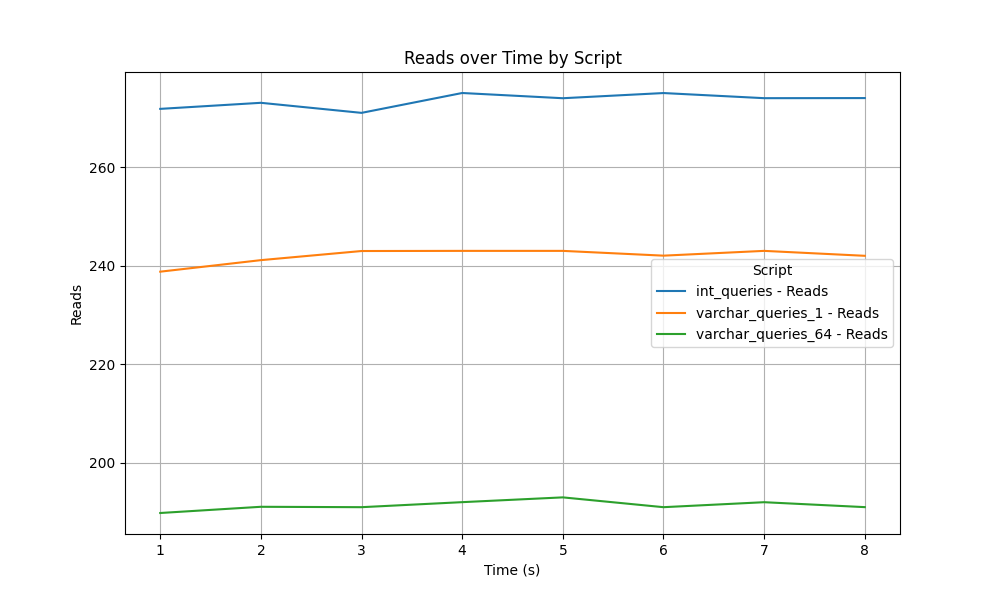 Reads over Time by Script
Reads
260
240
220
200
Script
int_queries - Reads
varchar_queries_1 - Reads
varchar_queries_64 - Reads
1 2 3 4 5 6 7 8
Time (s)